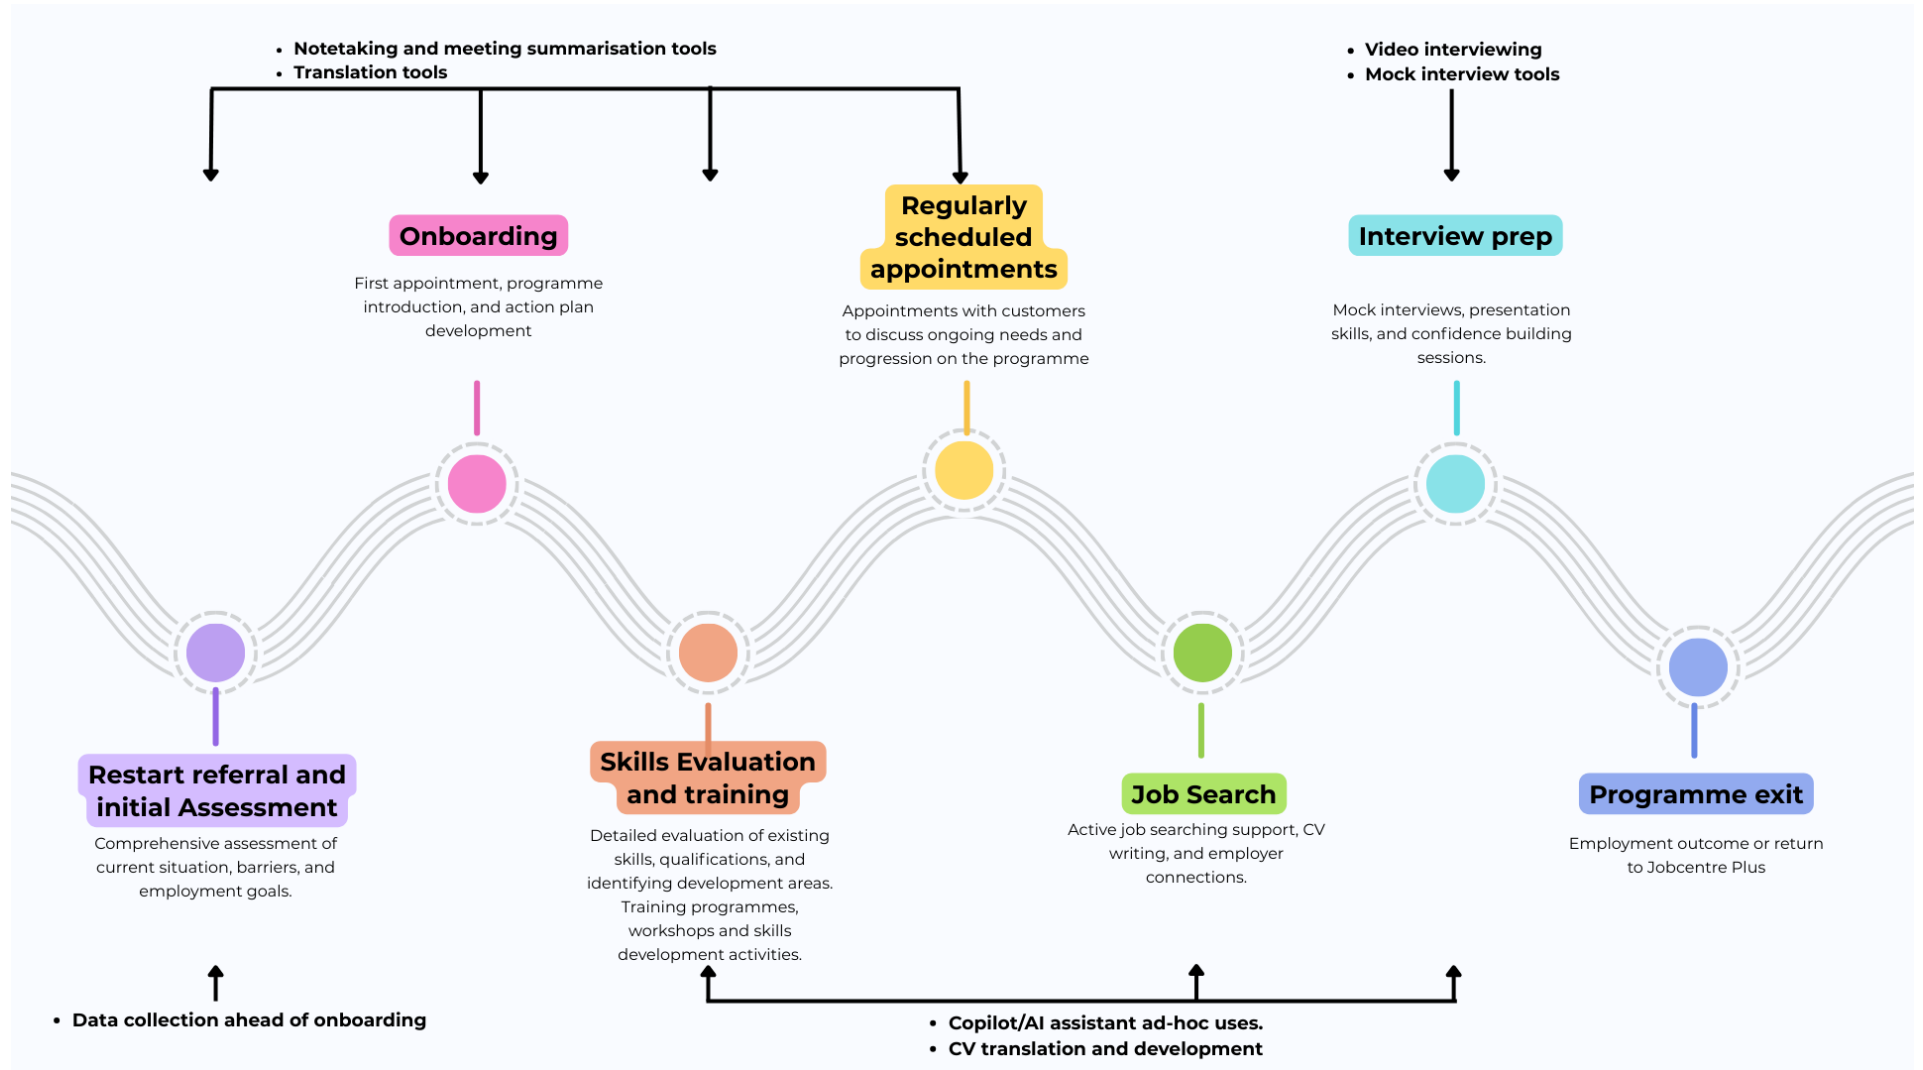 • Notetaking and meeting summarisation tools
• Translation tools
• Video interviewing
• Mock interview tools
Onboarding
First appointment, programme
introduction, and action plan
development
Regularly
scheduled
appointments
Appointments with customers
to discuss ongoing needs and
progression on the programme
Interview prep
Mock interviews, presentation
skills, and confidence building
sessions.
Restart referral and
initial Assessment
Comprehensive assessment of
current situation, barriers, and
employment goals.
Skills Evaluation
and training
Detailed evaluation of existing
skills, qualifications, and
identifying development areas.
Training programmes,
workshops and skills
development activities.
Job Search
Active job searching support, CV
writing, and employer
connections.
Programme exit
Employment outcome or return
to Jobcentre Plus
• Data collection ahead of onboarding
• Copilot/AI assistant ad-hoc uses.
• CV translation and development